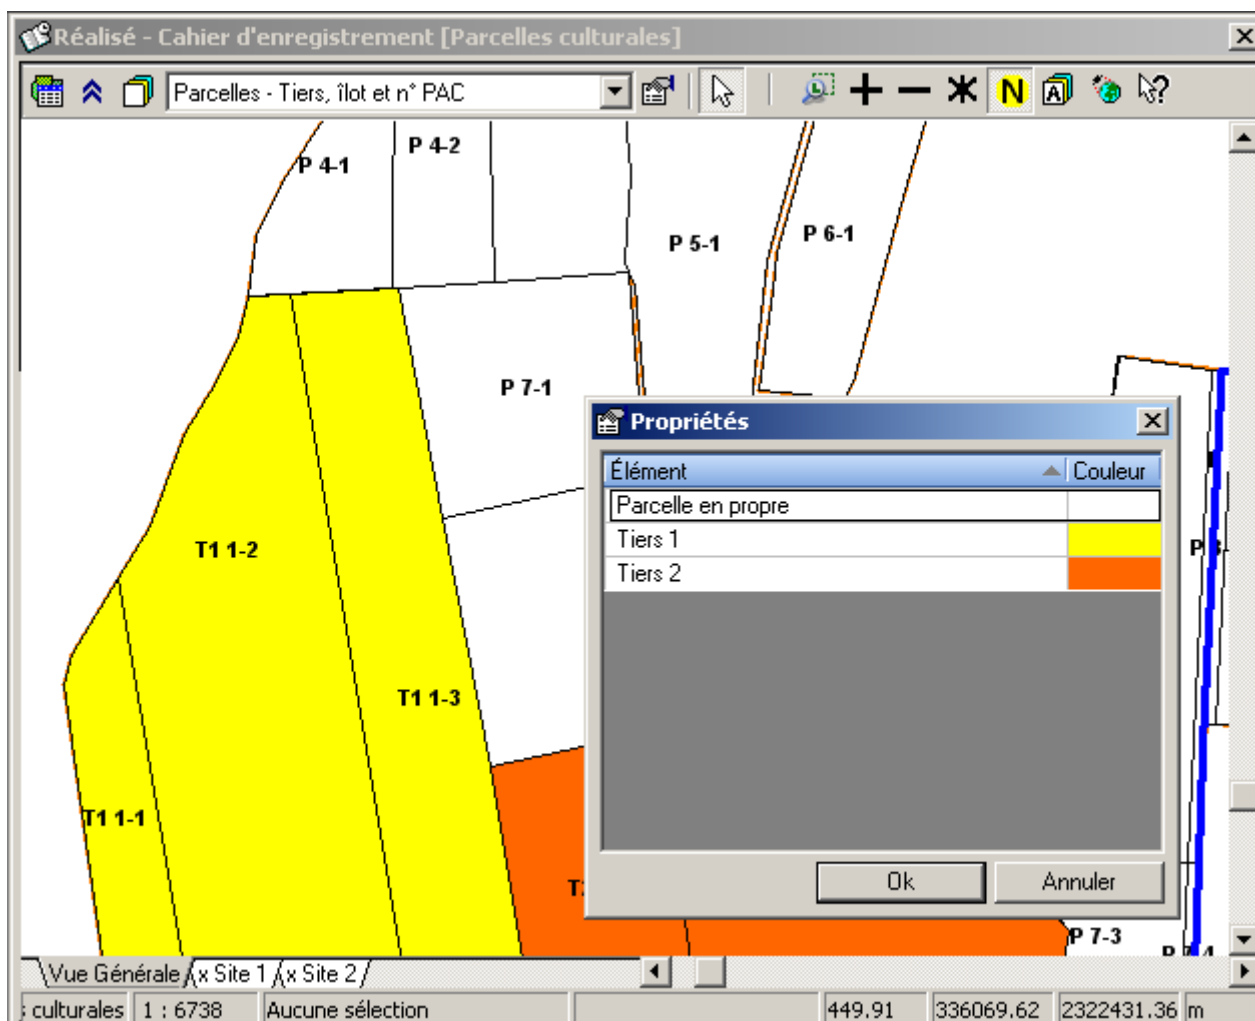 Réalisé - Cahier d'enregistrement [Parcelles culturales]
Parcelles - Tiers, îlot et n° PAC
N
A
P 4-1
P 4-2
P 5-1
P 6-1
P 7-1
Propriétés
Élément
Couleur
Parcelle en propre
Tiers 1
Tiers 2
T1 1-2
T1 1-3
T1 1-1
Ok
Annuler
P 7-3
P 7-4
Vue Générale
x Site 1
x Site 2
culturales
1 : 6738
Aucune sélection
449.91
336069.62
2322431.36
m